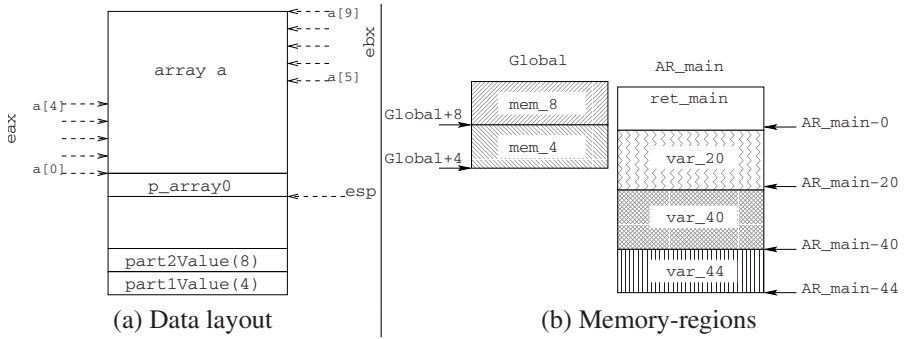 a[9]
ebx
array a
a[5]
a[4]
eax
a[0]
p_array0
esp
part2Value(8)
part1Value(4)
(a) Data layout
Global
AR_main
mem_8
ret_main
Global+8
AR_main-0
mem_4
var_20
Global+4
AR_main-20
var_40
AR_main-40
var_44
AR_main-44
(b) Memory-regions